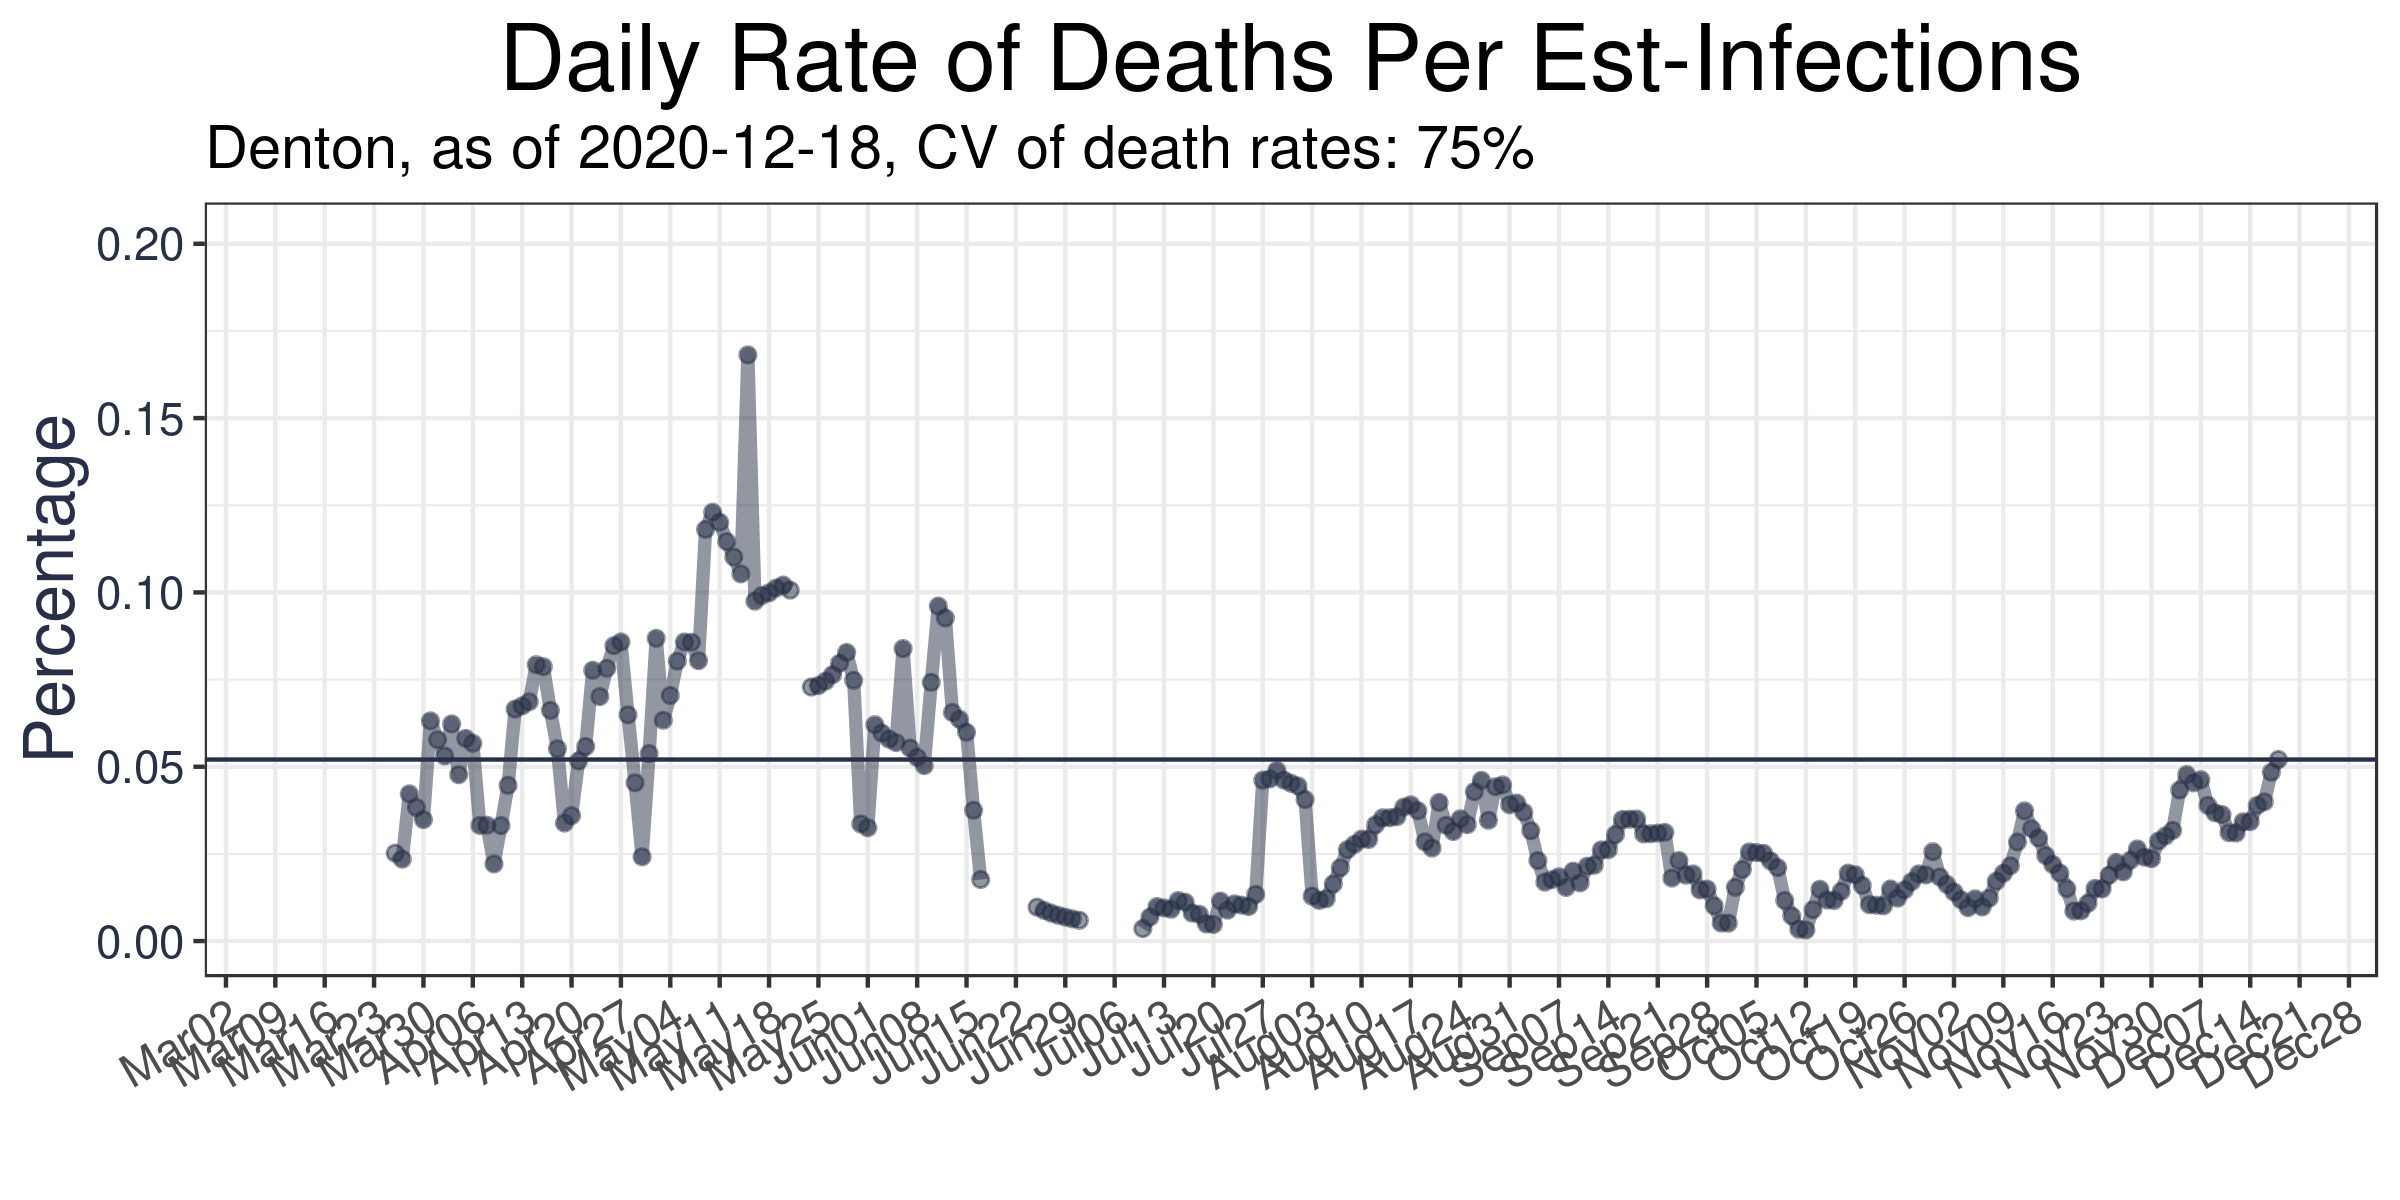 Daily Rate of Deaths Per Est-Infections
Denton, as of 2020-12-18, CV of death rates: 75%
Percentage
0.20
0.15
0.10
0.05
0.00
Mar02
Mar09
Mar16
Mar23
Mar30
Apr06
Apr13
Apr20
Apr27
May04
May11
May18
May25
Jun01
Jun08
Jun15
Jun22
Jun29
Jul06
Jul13
Jul20
Jul27
Aug03
Aug10
Aug17
Aug24
Aug31
Sep07
Sep14
Sep21
Sep28
Oct05
Oct12
Oct19
Oct26
Nov02
Nov09
Nov16
Nov23
Nov30
Dec07
Dec14
Dec21
Dec28